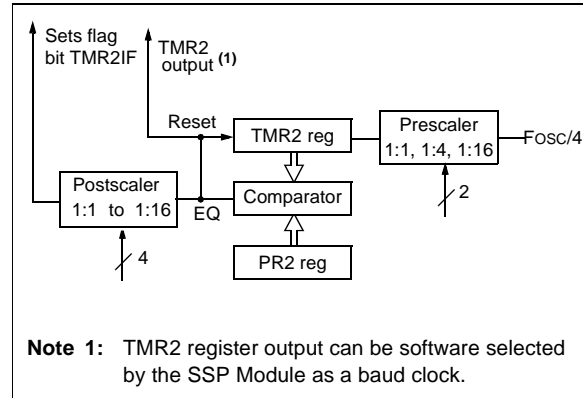 Sets flag
bit TMR2IF
TMR2
output (1)
Reset
TMR2 reg
Prescaler
1:1, 1:4, 1:16
FOSC/4
2
Postscaler
1:1 to 1:16
EQ
Comparator
4
PR2 reg
Note 1: TMR2 register output can be software selected
by the SSP Module as a baud clock.